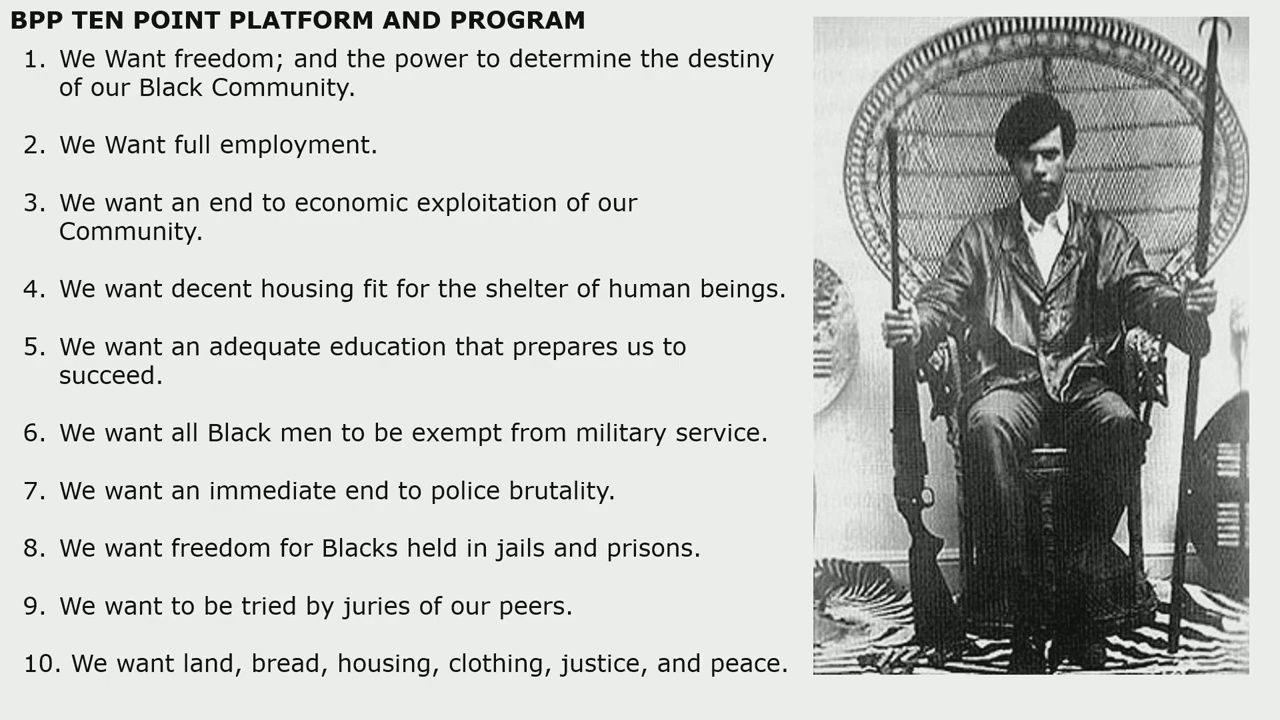 BPP TEN POINT PLATFORM AND PROGRAM
1. We Want freedom; and the power to determine the destiny
of our Black Community.
2. We Want full employment.
3. We want an end to economic exploitation of our
Community.
4. We want decent housing fit for the shelter of human beings.
5. We want an adequate education that prepares us to
succeed.
6. We want all Black men to be exempt from military service.
7. We want an immediate end to police brutality.
8. We want freedom for Blacks held in jails and prisons.
9. We want to be tried by juries of our peers.
10. We want land, bread, housing, clothing, justice, and peace.